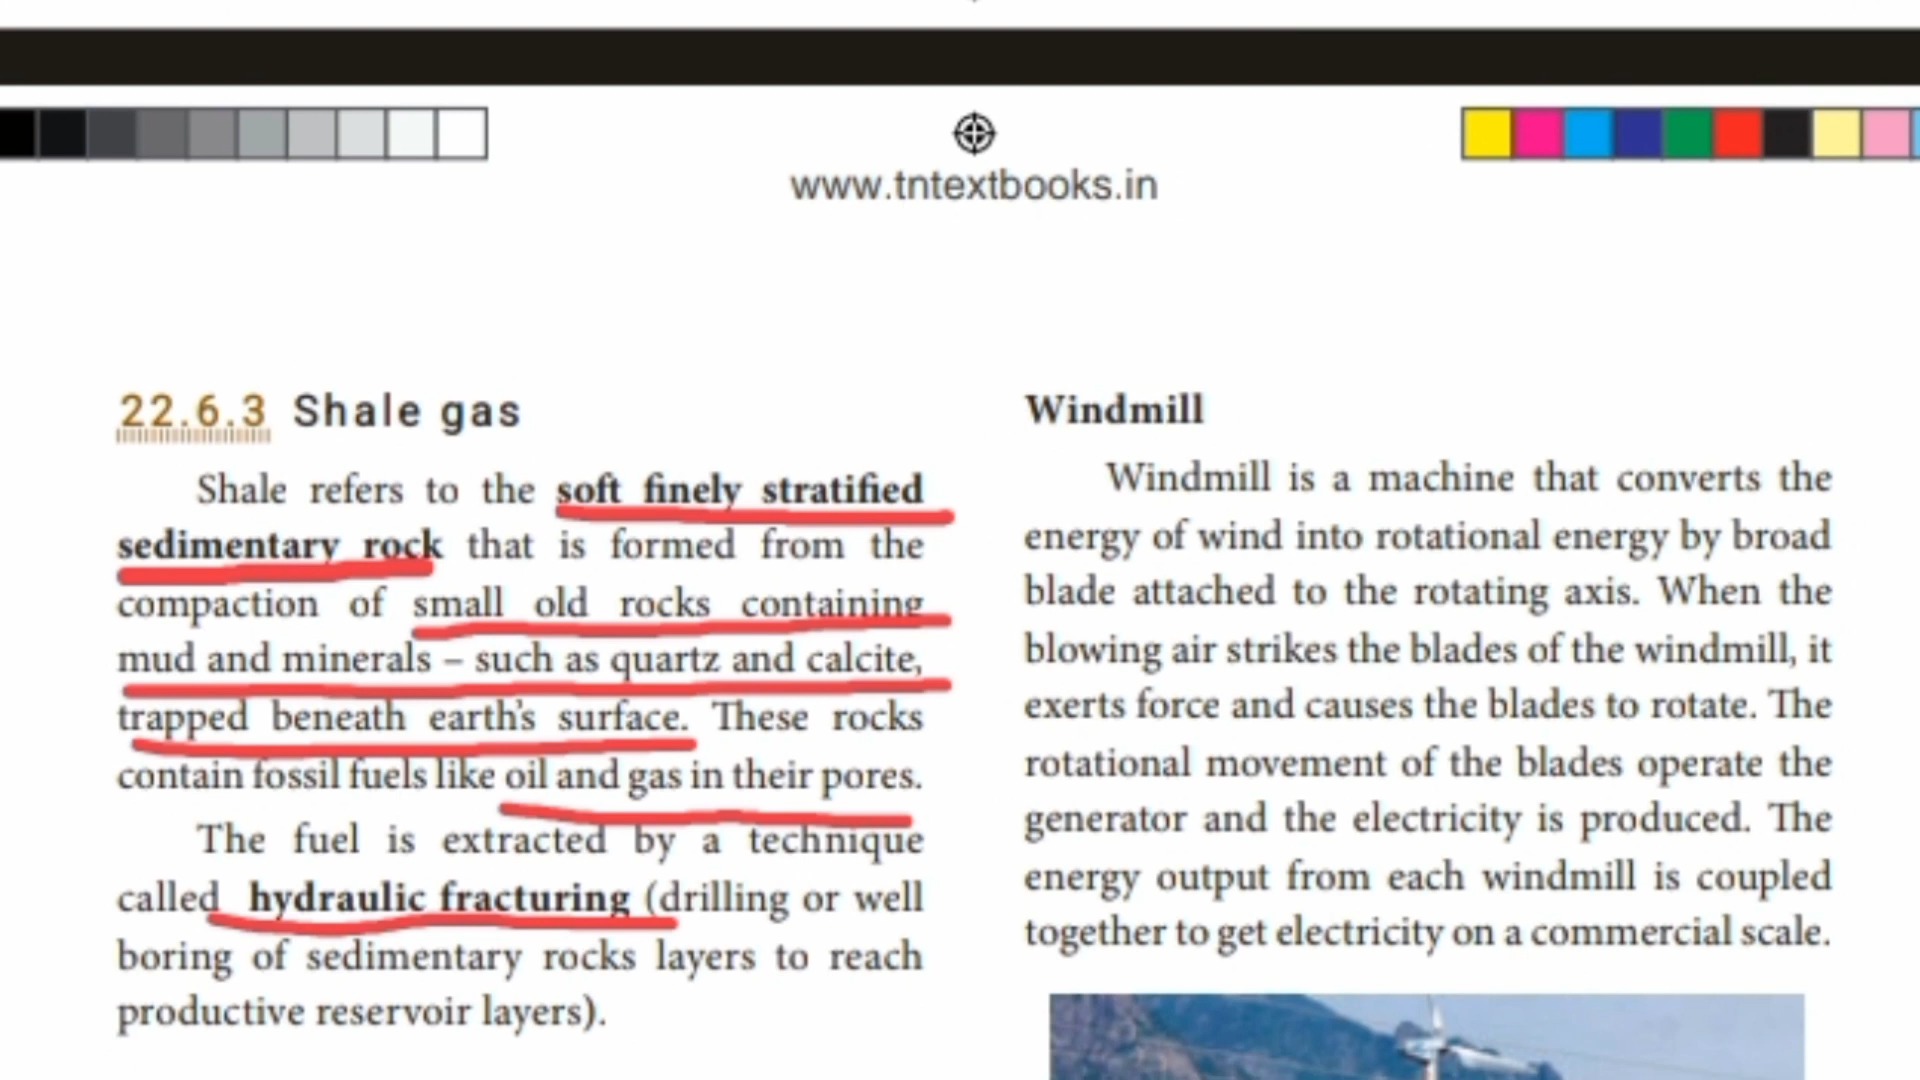 www.tntextbooks.in
22.6.3 Shale gas
Shale refers to the soft finely stratified
sedimentary rock that is formed from the
compaction of small old rocks containing
mud and minerals – such as quartz and calcite,
trapped beneath earth's surface. These rocks
contain fossil fuels like oil and gas in their pores.
The fuel is extracted by a technique
called hydraulic fracturing (drilling or well
boring of sedimentary rocks layers to reach
productive reservoir layers).
Windmill
Windmill is a machine that converts the
energy of wind into rotational energy by broad
blade attached to the rotating axis. When the
blowing air strikes the blades of the windmill, it
exerts force and causes the blades to rotate. The
rotational movement of the blades operate the
generator and the electricity is produced. The
energy output from each windmill is coupled
together to get electricity on a commercial scale.